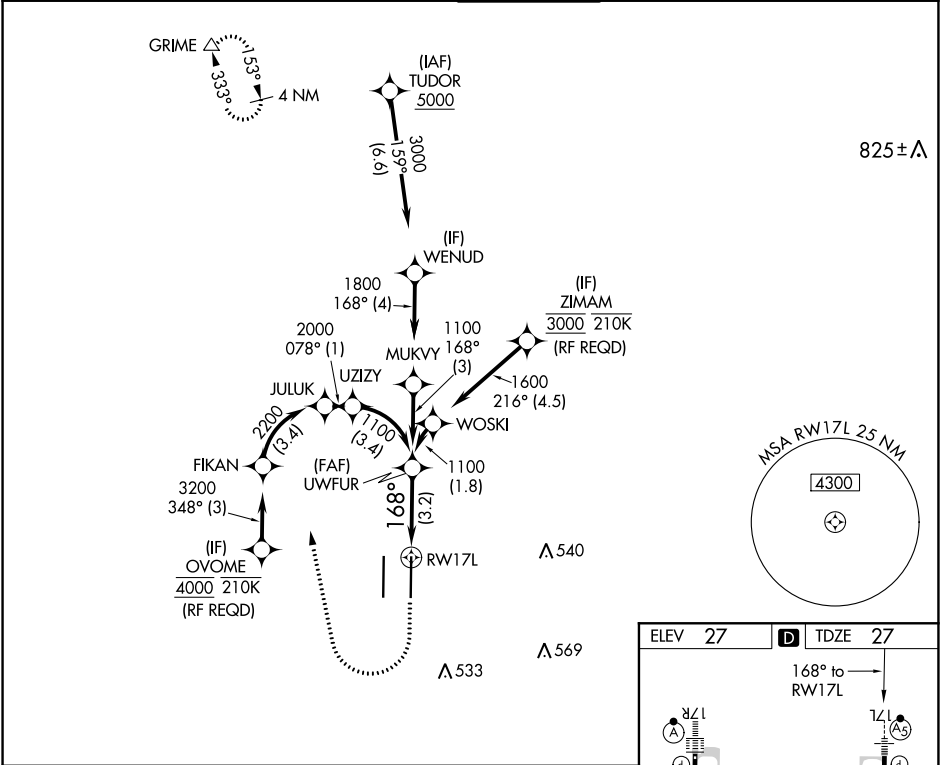 GRIME
153°
333°
4 NM
(IAF)
TUDOR
5000
3000
159°
(6.6)
825±
(IF)
WENUD
1800
168° (4)
(IF)
ZIMAM
3000 210K
(RF REQD)
2000
078° (1)
1100
168°
(3)
MUKVY
JULUK
UZIZY
1600
216° (4.5)
WOSKI
2200
(3.4)
1100
(3.4)
FIKAN
(FAF)
UWFUR
1100
(1.8)
3200
348° (3)
168°
(3.2)
(IF)
OVOME
4000 210K
(RF REQD)
RW17L
540
569
533
MSA RW17L 25 NM
4300
ELEV 27
D
TDZE 27
168° to
RW17L
17R
17L
A
A5